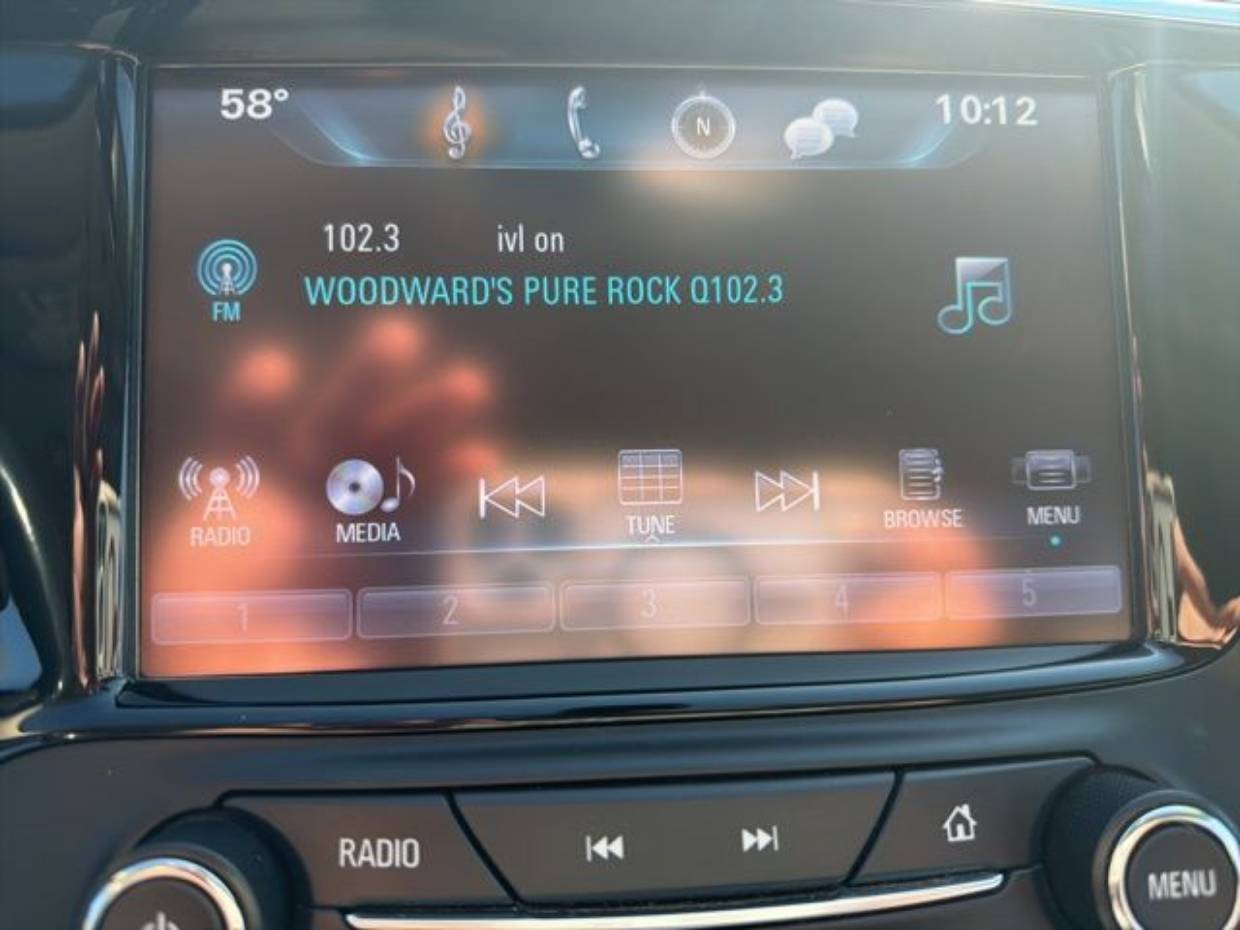 58° N 10:12
102.3 ivl on
FM WOODWARD'S PURE ROCK Q102.3
RADIO MEDIA TUNE BROWSE MENU
1 2 3 4 5
RADIO MENU